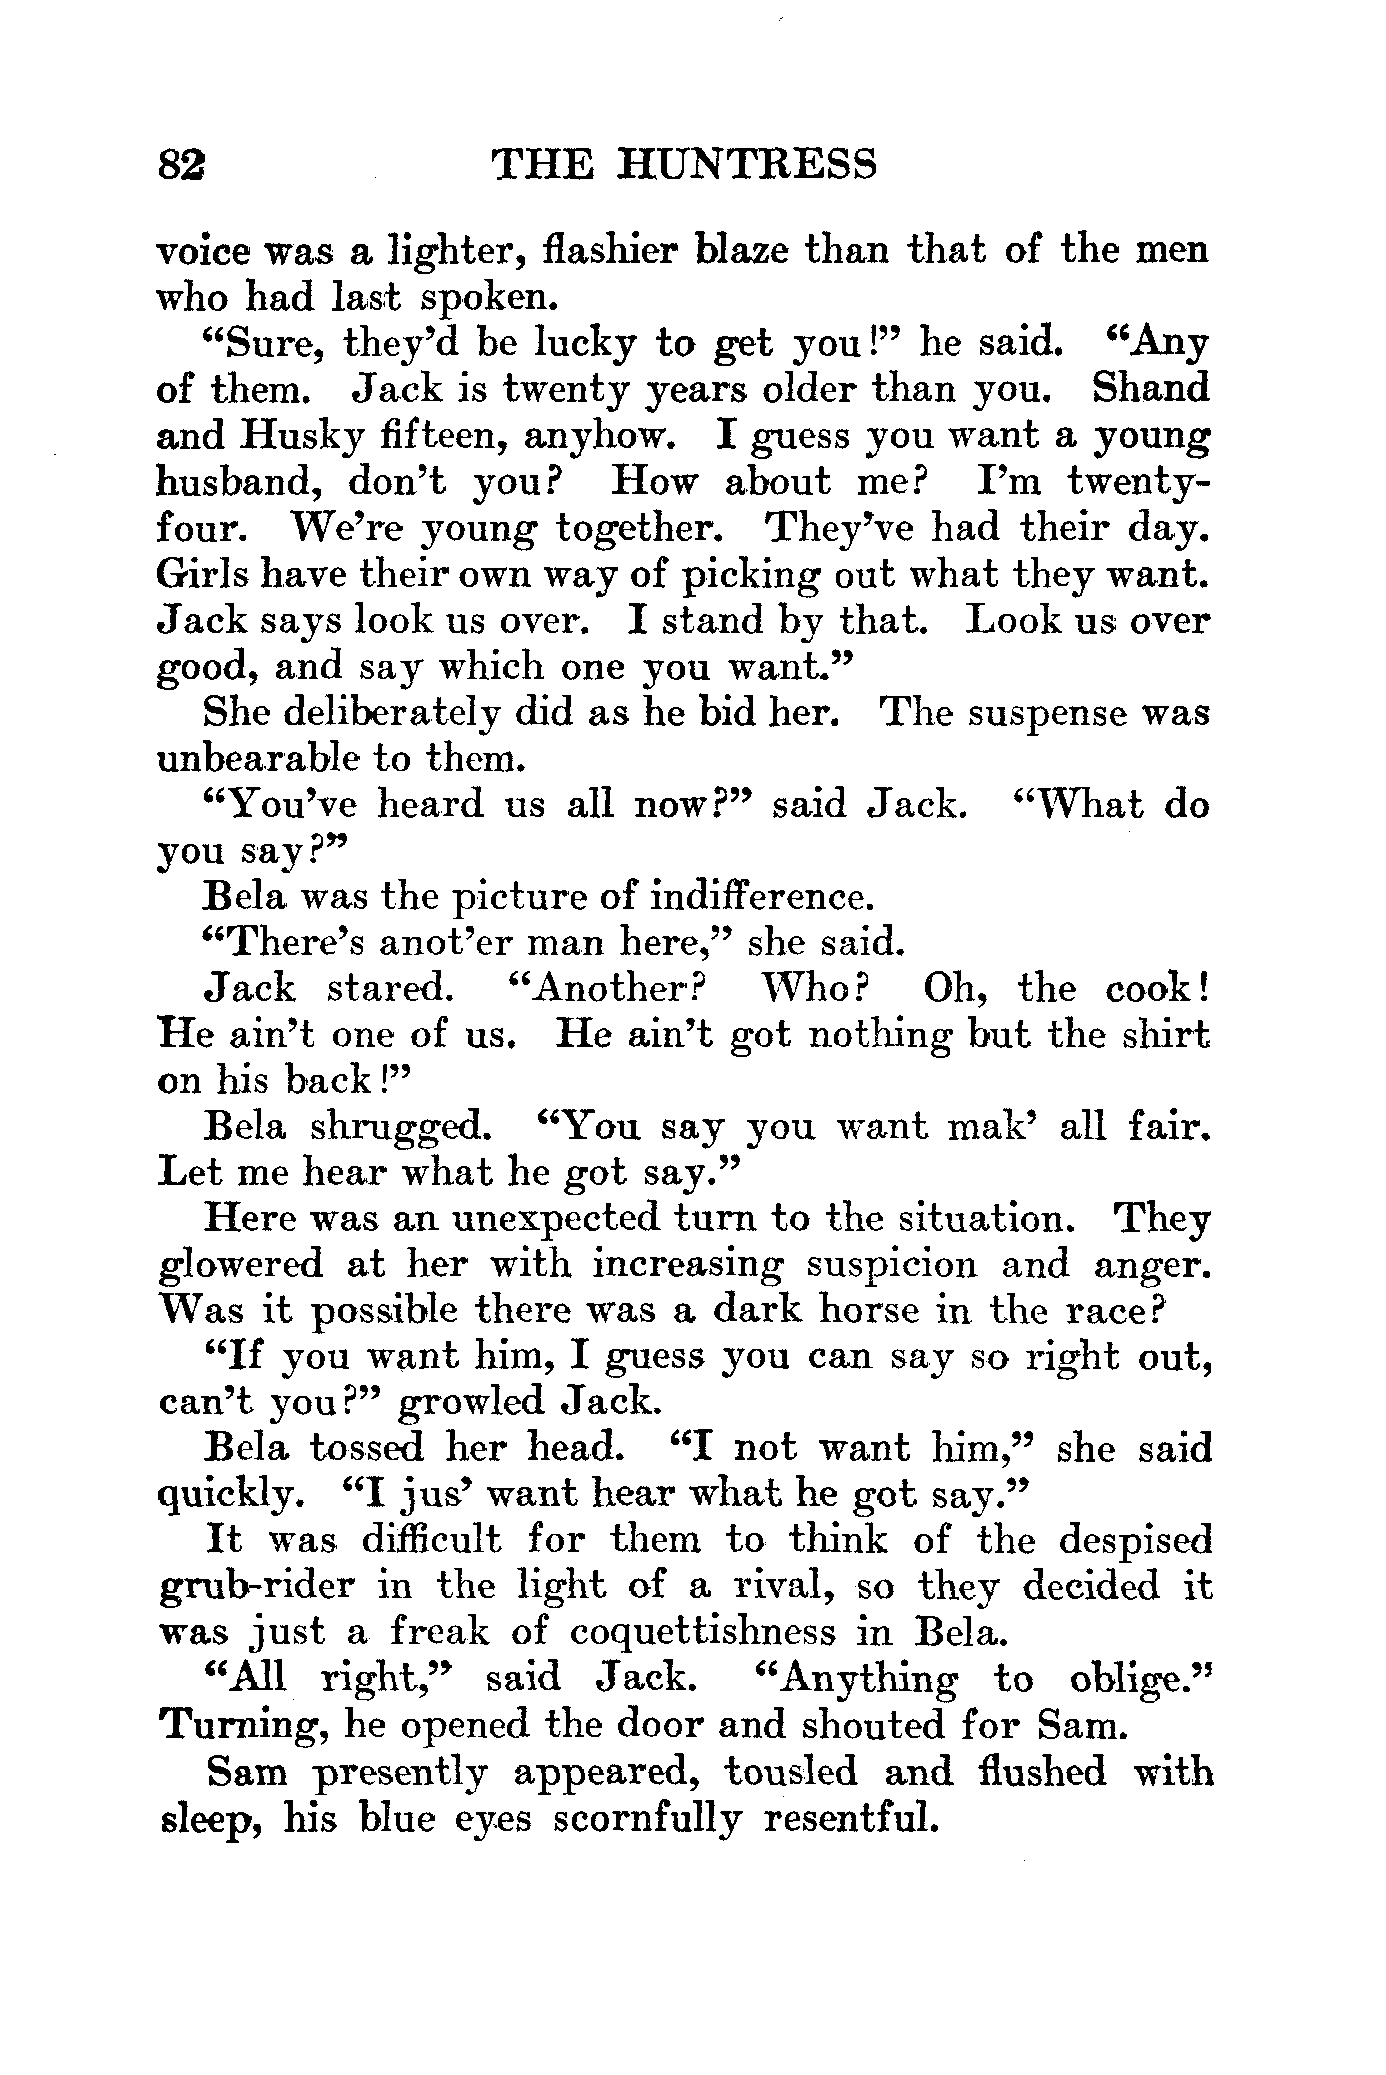 82 THE HUNTRESS
voice was a lighter, flashier blaze than that of the men
who had last spoken.
“Sure, they’d be lucky to get you!” he said. “Any
of them. Jack is twenty years older than you. Shand
and Husky fifteen, anyhow. I guess you want a young
husband, don’t you? How about me? I’m twenty-
four. We’re young together. They’ve had their day.
Girls have their own way of picking out what they want.
Jack says look us over. I stand by that. Look us over
good, and say which one you want.”
She deliberately did as he bid her. The suspense was
unbearable to them.
“You’ve heard us all now?” said Jack. “What do
you say?”
Bela was the picture of indifference.
“There’s anot’er man here,” she said.
Jack stared. “Another? Who? Oh, the cook!
He ain’t one of us. He ain’t got nothing but the shirt
on his back!”
Bela shrugged. “You say you want mak’ all fair.
Let me hear what he got say.”
Here was an unexpected turn to the situation. They
glowered at her with increasing suspicion and anger.
Was it possible there was a dark horse in the race?
“If you want him, I guess you can say so right out,
can’t you?” growled Jack.
Bela tossed her head. “I not want him,” she said
quickly. “I jus’ want hear what he got say.”
It was difficult for them to think of the despised
grub-rider in the light of a rival, so they decided it
was just a freak of coquettishness in Bela.
“All right,” said Jack. “Anything to oblige.”
Turning, he opened the door and shouted for Sam.
Sam presently appeared, tousled and flushed with
sleep, his blue eyes scornfully resentful.